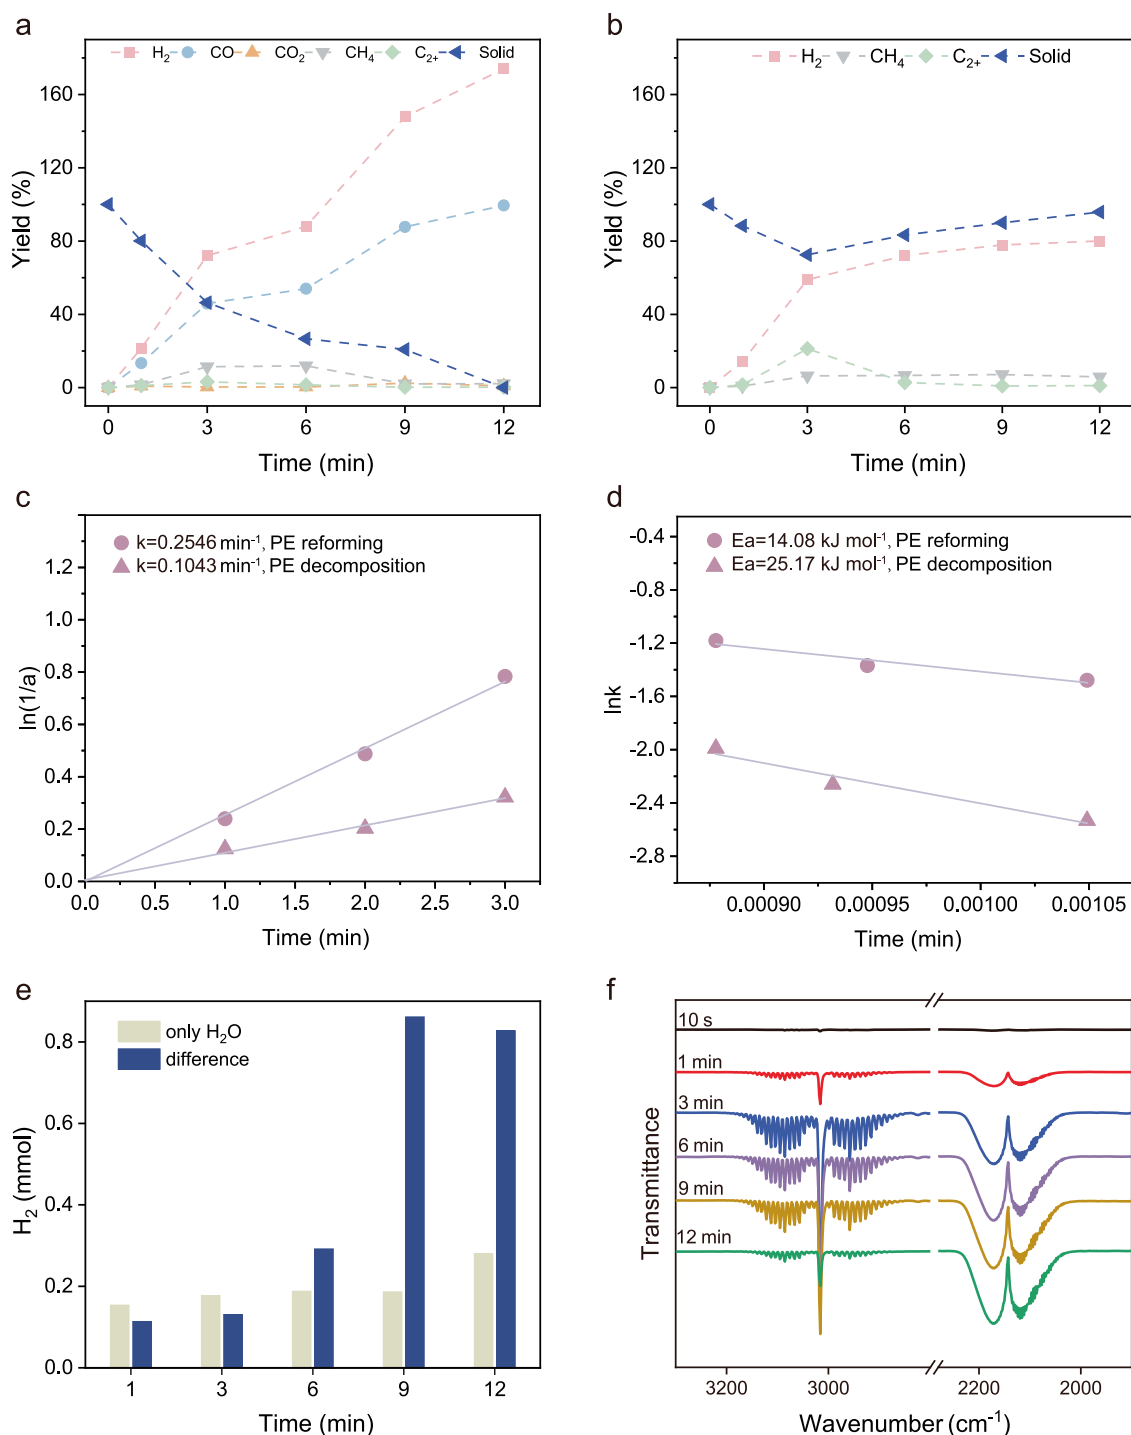 a
H₂ CO CO₂ CH₄ C₂₊ Solid
160
120
80
40
0
Yield (%)
0 3 6 9 12
Time (min)
b
H₂ CH₄ C₂₊ Solid
160
120
80
40
0
Yield (%)
0 3 6 9 12
Time (min)
c
k=0.2546 min⁻¹, PE reforming
k=0.1043 min⁻¹, PE decomposition
1.2
1.0
0.8
0.6
0.4
0.2
0.0
ln(1/a)
0.0 0.5 1.0 1.5 2.0 2.5 3.0
Time (min)
d
Ea=14.08 kJ mol⁻¹, PE reforming
Ea=25.17 kJ mol⁻¹, PE decomposition
-0.4
-0.8
-1.2
-1.6
-2.0
-2.4
-2.8
lnk
0.00090 0.00095 0.00100 0.00105
Time (min)
e
only H₂O
difference
0.8
0.6
0.4
0.2
0.0
H₂ (mmol)
1 3 6 9 12
Time (min)
f
10 s
1 min
3 min
6 min
9 min
12 min
Transmittance
3200 3000 2200 2000
Wavenumber (cm⁻¹)